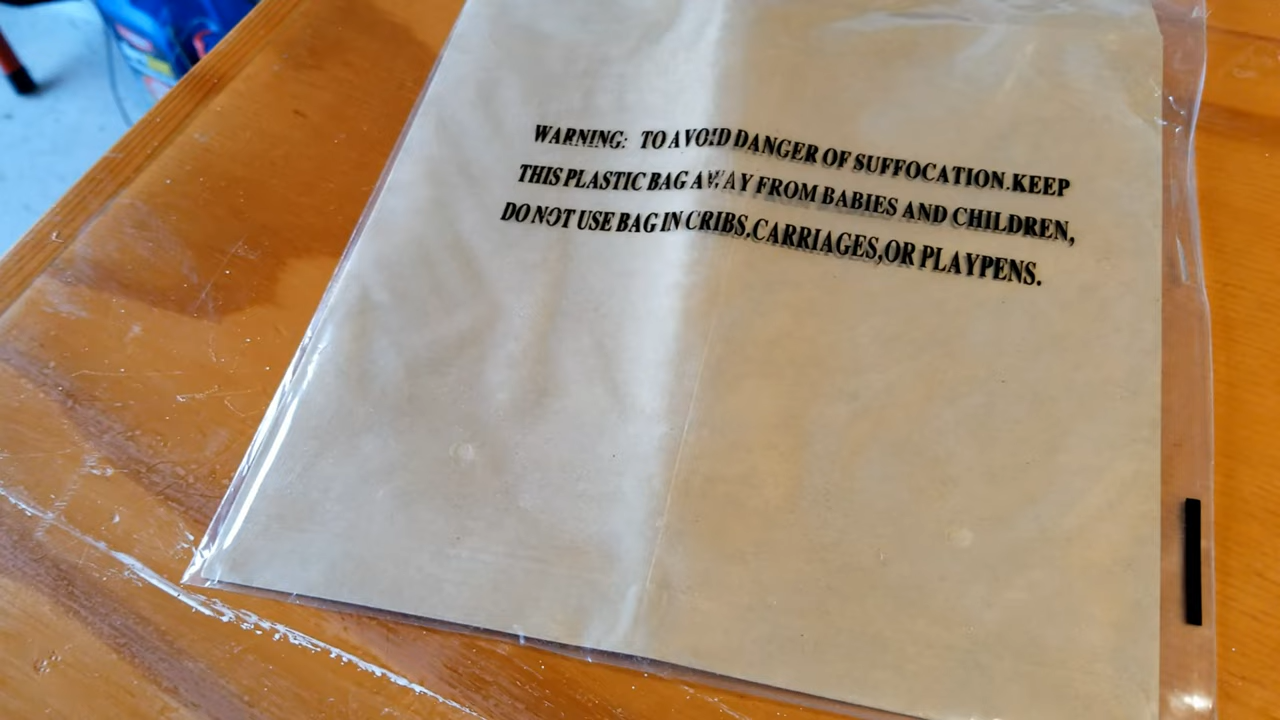 WARNING: TO AVOID DANGER OF SUFFOCATION.KEEP
THIS PLASTIC BAG AWAY FROM BABIES AND CHILDREN,
DO NOT USE BAG IN CRIBS,CARRIAGES,OR PLAYPENS.